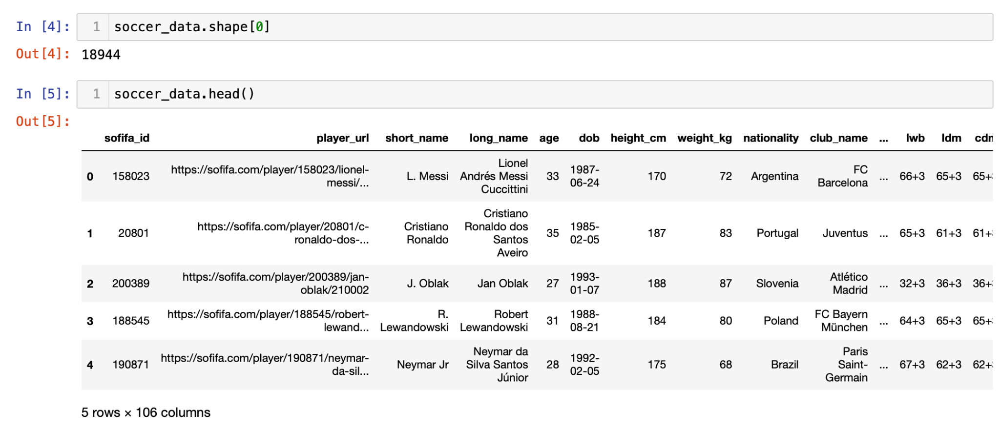 In [4]: 1 soccer_data.shape[0]
Out[4]: 18944
In [5]: 1 soccer_data.head()
Out[5]:
sofifa_id player_url short_name long_name age dob height_cm weight_kg nationality club_name ... lwb ldm
0 158023 https://sofifa.com/player/158023/lionel-messi/... L. Messi Lionel Andrés Messi Cuccittini 33 1987-06-24 170 72 Argentina FC Barcelona ... 66+3 65+3 65+
1 20801 https://sofifa.com/player/20801/c-ronaldo-dos-... Cristiano Ronaldo Cristiano Ronaldo dos Santos Aveiro 35 1985-02-05 187 83 Portugal Juventus ... 65+3 61+3 61+
2 200389 https://sofifa.com/player/200389/jan-oblak/210002 J. Oblak Jan Oblak 27 1993-01-07 188 87 Slovenia Atlético Madrid ... 32+3 36+3 36+
3 188545 https://sofifa.com/player/188545/robert-lewand... R. Lewandowski Robert Lewandowski 31 1988-08-21 184 80 Poland FC Bayern München ... 64+3 65+3 65+
4 190871 https://sofifa.com/player/190871/neymar-da-sil... Neymar Jr Neymar da Silva Santos Júnior 28 1992-02-05 175 68 Brazil Paris Saint-Germain ... 67+3 62+3 62+
5 rows × 106 columns